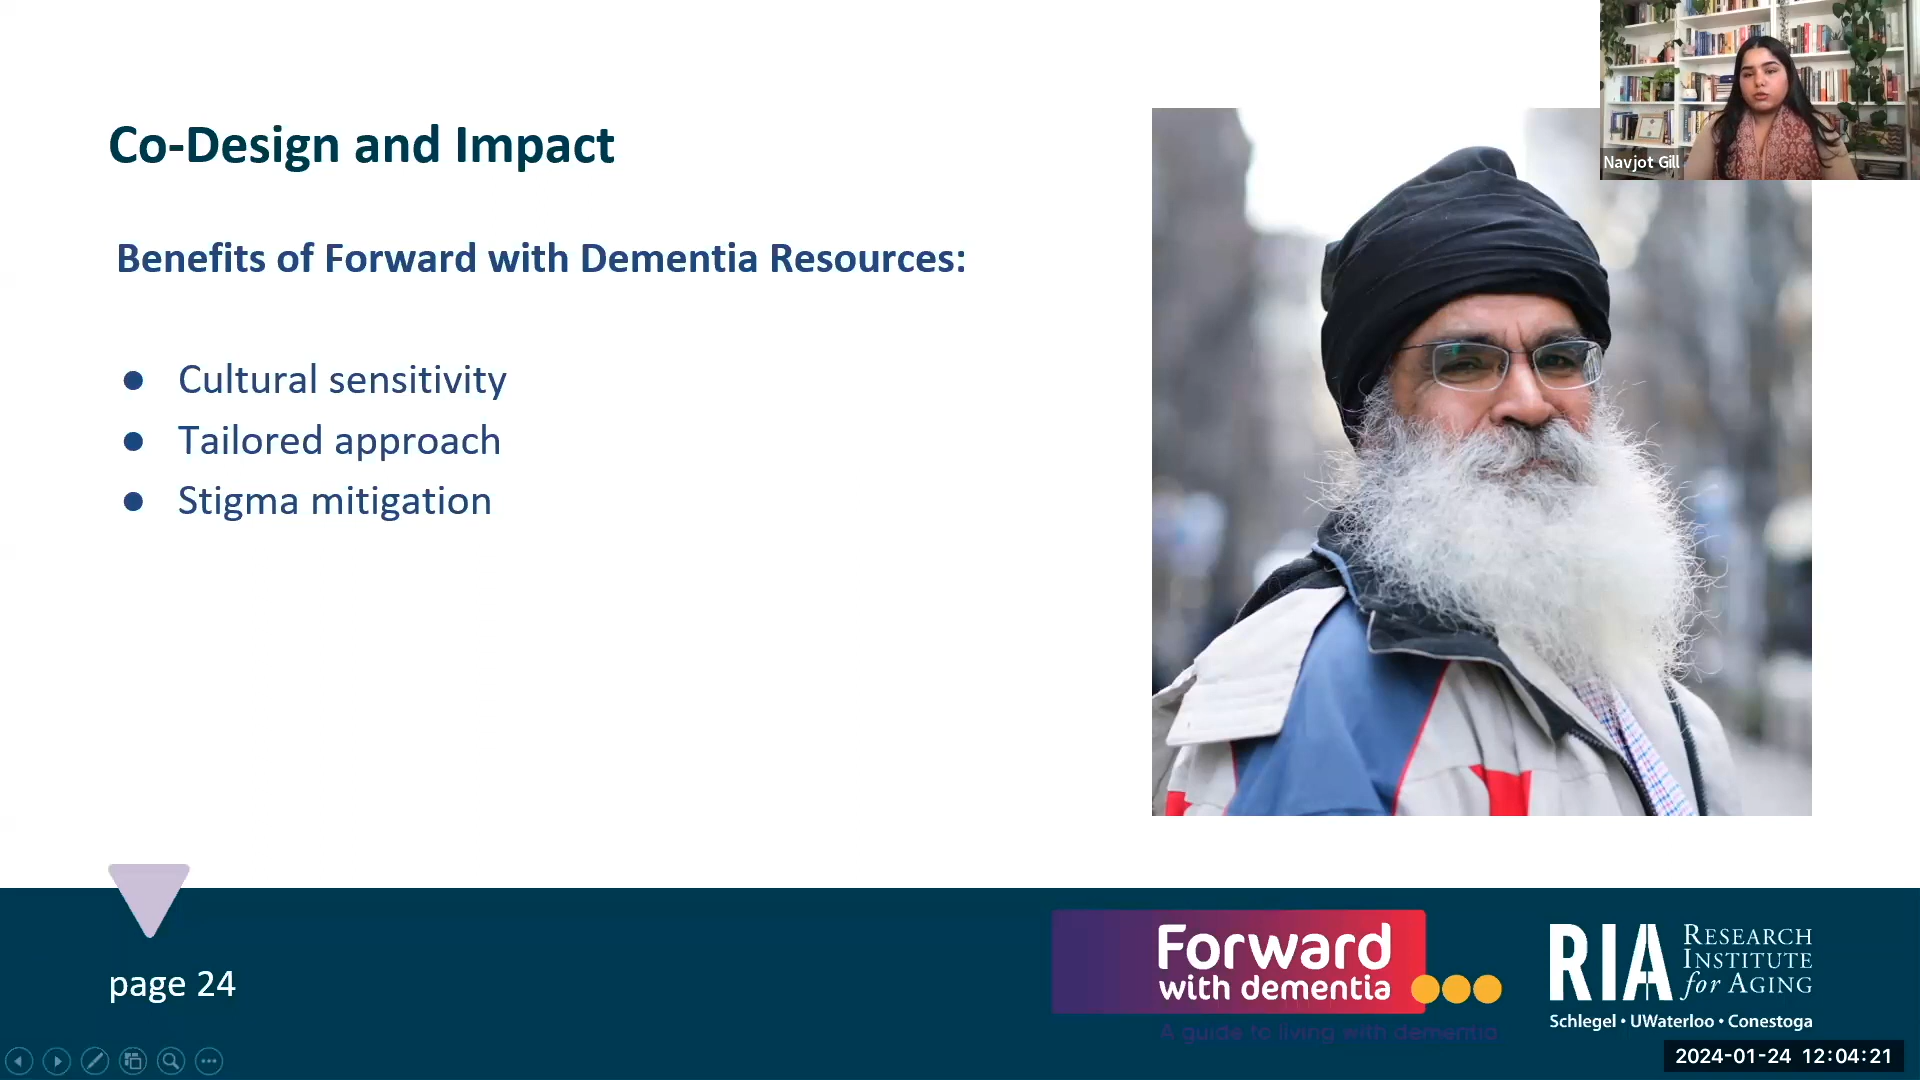 Navjot Gill
Co-Design and Impact
Benefits of Forward with Dementia Resources:
● Cultural sensitivity
● Tailored approach
● Stigma mitigation
page 24
Forward
with dementia
A guide to living with dementia
RIA
RESEARCH
INSTITUTE
for AGING
Schlegel • UWaterloo • Conestoga
2024-01-24 12:04:21